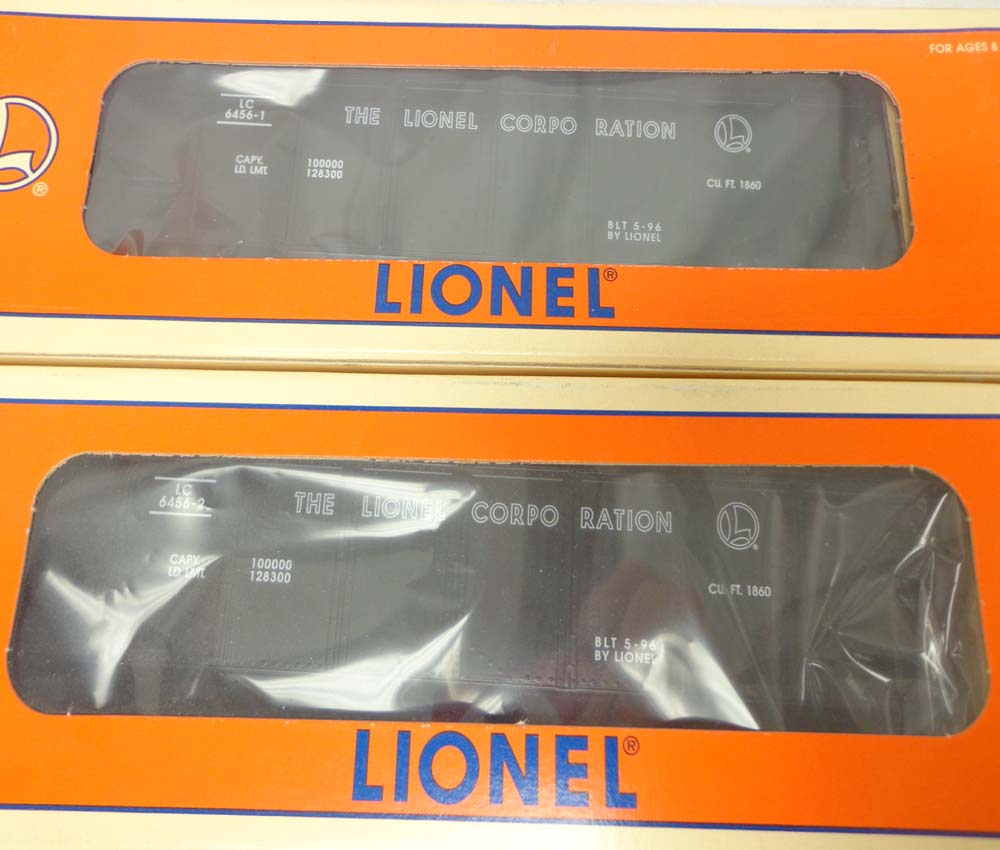 FOR AGES 8
LC
6456-1
THE LIONEL CORPO RATION
L
CAPY. 100000
LD. LMT. 128300
CU. FT. 1860
BLT 5-96
BY LIONEL
L®
LIONEL®
LC
6456-2
THE LIONEL CORPO RATION
L®
CAPY. 100000
LD. LMT. 128300
CU. FT. 1860
BLT 5-96
BY LIONEL
LIONEL®